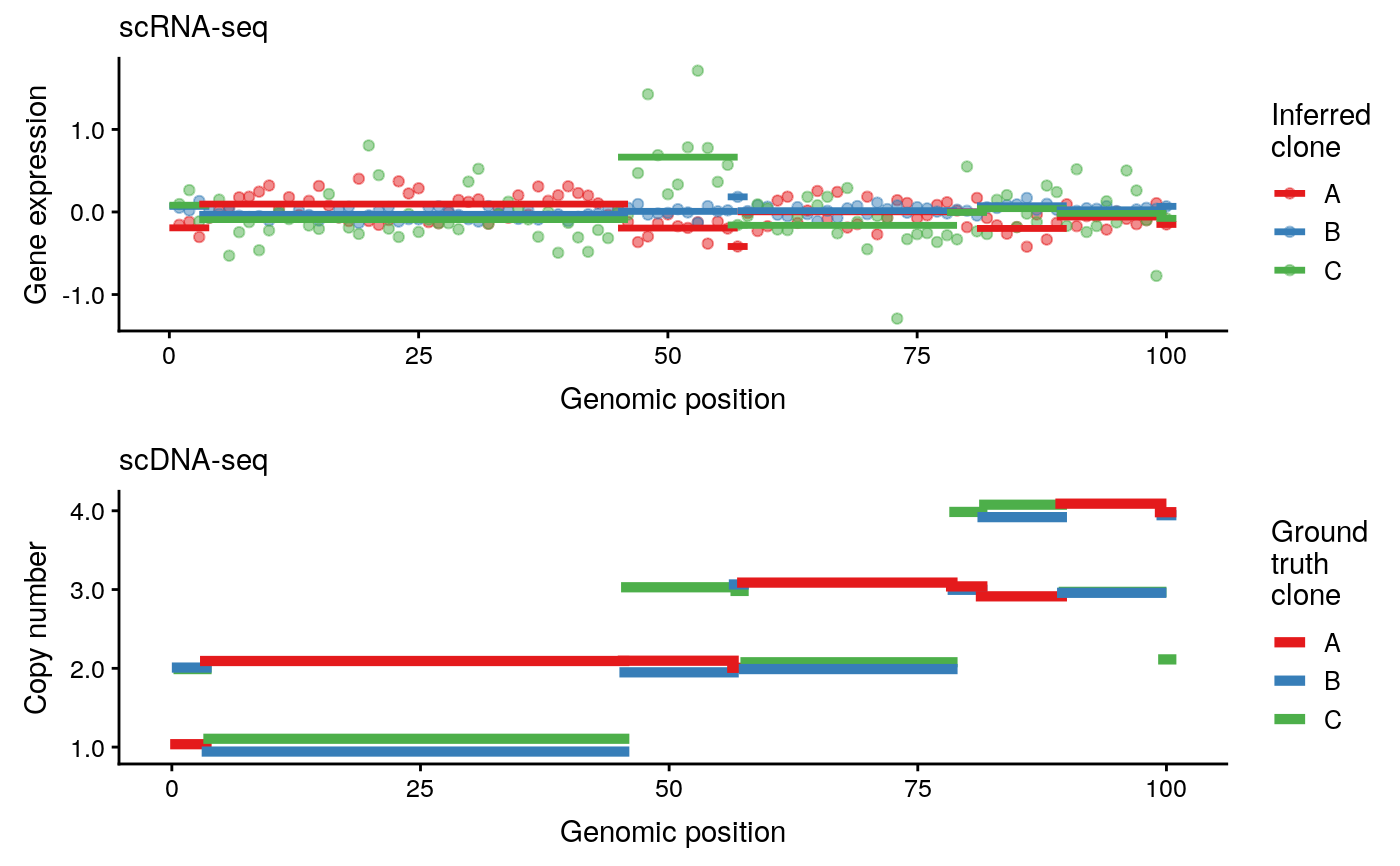 scRNA-seq
Gene expression
1.0
0.0
-1.0
0
25
50
75
100
Genomic position
Inferred
clone
A
B
C
scDNA-seq
Copy number
4.0
3.0
2.0
1.0
0
25
50
75
100
Genomic position
Ground
truth
clone
A
B
C